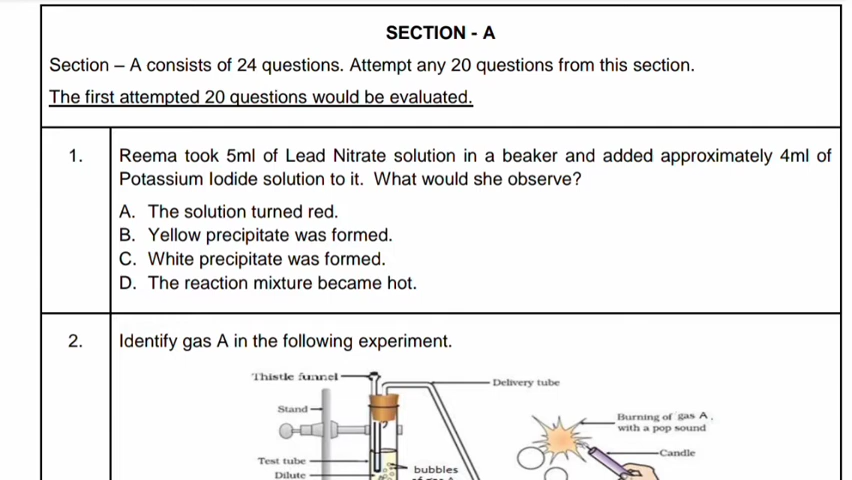 SECTION - A
Section – A consists of 24 questions. Attempt any 20 questions from this section.
The first attempted 20 questions would be evaluated.
1. Reema took 5ml of Lead Nitrate solution in a beaker and added approximately 4ml of
Potassium Iodide solution to it. What would she observe?
A. The solution turned red.
B. Yellow precipitate was formed.
C. White precipitate was formed.
D. The reaction mixture became hot.
2. Identify gas A in the following experiment.
Thistle funnel
Delivery tube
Stand
Burning of gas A,
with a pop sound
Candle
Test tube
bubbles
Dilute